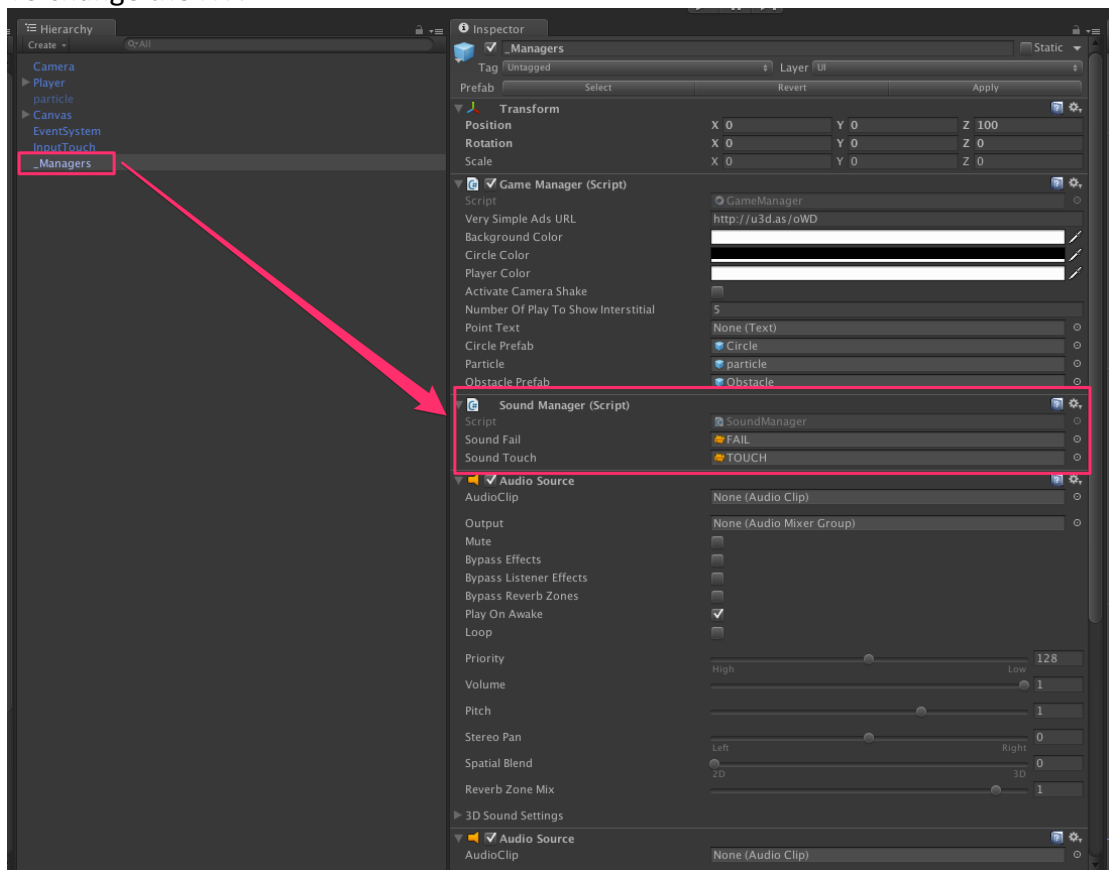 Hierarchy
Create
Q▾All
Camera
Player
particle
Canvas
EventSystem
InputTouch
_Managers
Inspector
_Managers Static
Tag Untagged Layer UI
Prefab Select Revert Apply
Transform
Position X 0 Y 0 Z 100
Rotation X 0 Y 0 Z 0
Scale X 0 Y 0 Z 0
Game Manager (Script)
Script GameManager
Very Simple Ads URL http://u3d.as/oWD
Background Color
Circle Color
Player Color
Activate Camera Shake
Number Of Play To Show Interstitial 5
Point Text None (Text)
Circle Prefab Circle
Particle particle
Obstacle Prefab Obstacle
Sound Manager (Script)
Script SoundManager
Sound Fail FAIL
Sound Touch TOUCH
Audio Source
AudioClip None (Audio Clip)
Output None (Audio Mixer Group)
Mute
Bypass Effects
Bypass Listener Effects
Bypass Reverb Zones
Play On Awake
Loop
Priority 128
High Low
Volume 1
Pitch 1
Stereo Pan 0
Left Right
Spatial Blend 0
2D 3D
Reverb Zone Mix 1
3D Sound Settings
Audio Source
AudioClip None (Audio Clip)